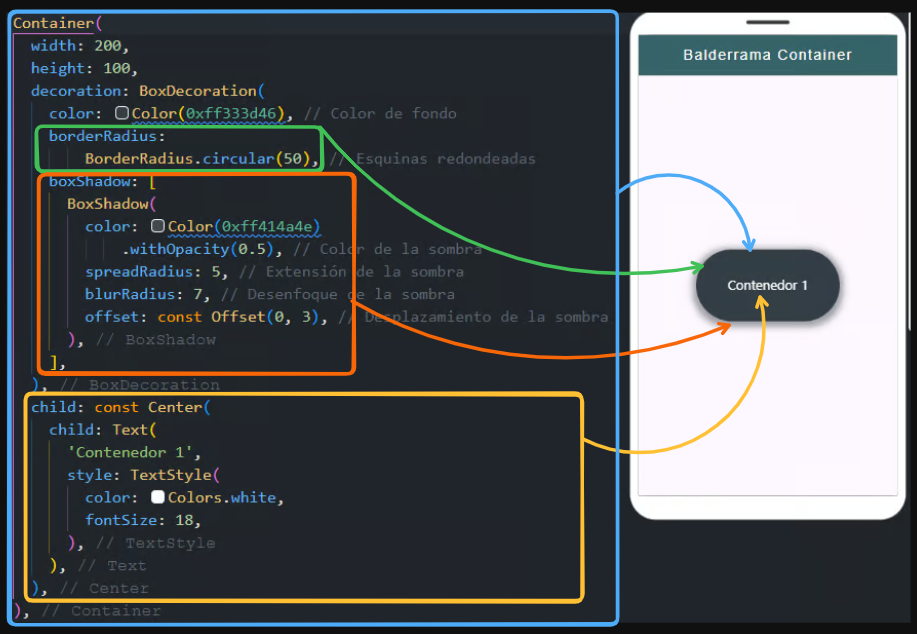 Container(
width: 200,
height: 100,
decoration: BoxDecoration(
color: Color(0xff333d46), // Color de fondo
borderRadius:
BorderRadius.circular(50), // Esquinas redondeadas
boxShadow: [
BoxShadow(
color: Color(0xff414a4e)
.withOpacity(0.5), // Color de la sombra
spreadRadius: 5, // Extensión de la sombra
blurRadius: 7, // Desenfoque de la sombra
offset: const Offset(0, 3), // Desplazamiento de la sombra
), // BoxShadow
],
), // BoxDecoration
child: const Center(
child: Text(
'Contenedor 1',
style: TextStyle(
color: Colors.white,
fontSize: 18,
), // TextStyle
), // Text
), // Center
), // Container
Balderrama Container
Contenedor 1